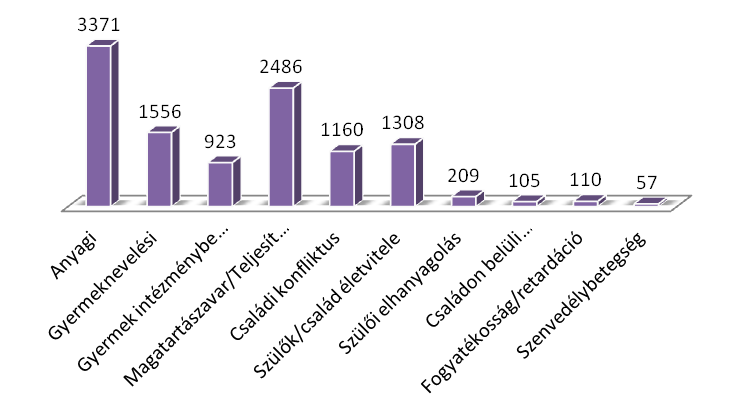 3371
1556
923
2486
1160
1308
209
105
110
57
Anyagi
Gyermeknevelési
Gyermek intézménybe...
Magatartászavar/Teljesít...
Családi konfliktus
Szülők/család életvitele
Szülői elhanyagolás
Családon belüli...
Fogyatékosság/retardáció
Szenvedélybetegség